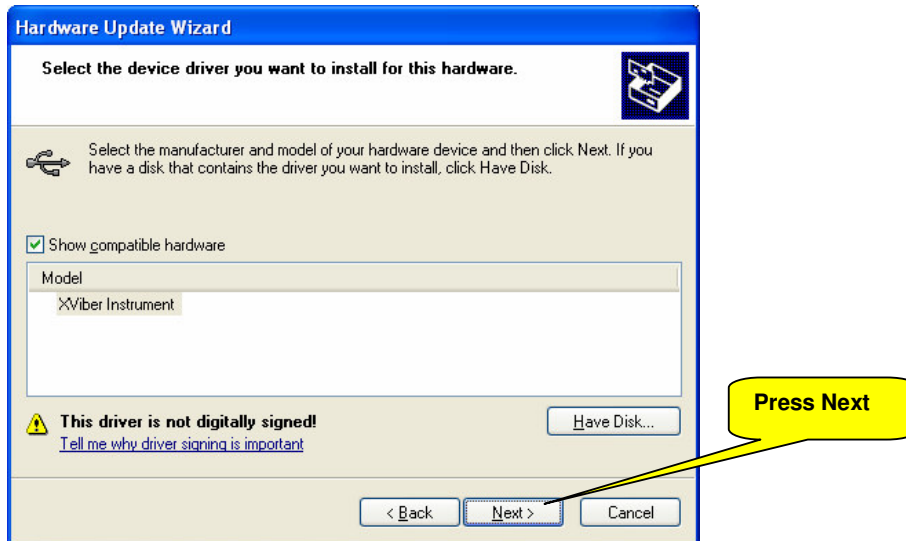 Hardware Update Wizard
Select the device driver you want to install for this hardware.
Select the manufacturer and model of your hardware device and then click Next. If you
have a disk that contains the driver you want to install, click Have Disk.
Show compatible hardware
Model
XViber Instrument
This driver is not digitally signed!
Tell me why driver signing is important
Have Disk...
Press Next
< Back
Next >
Cancel